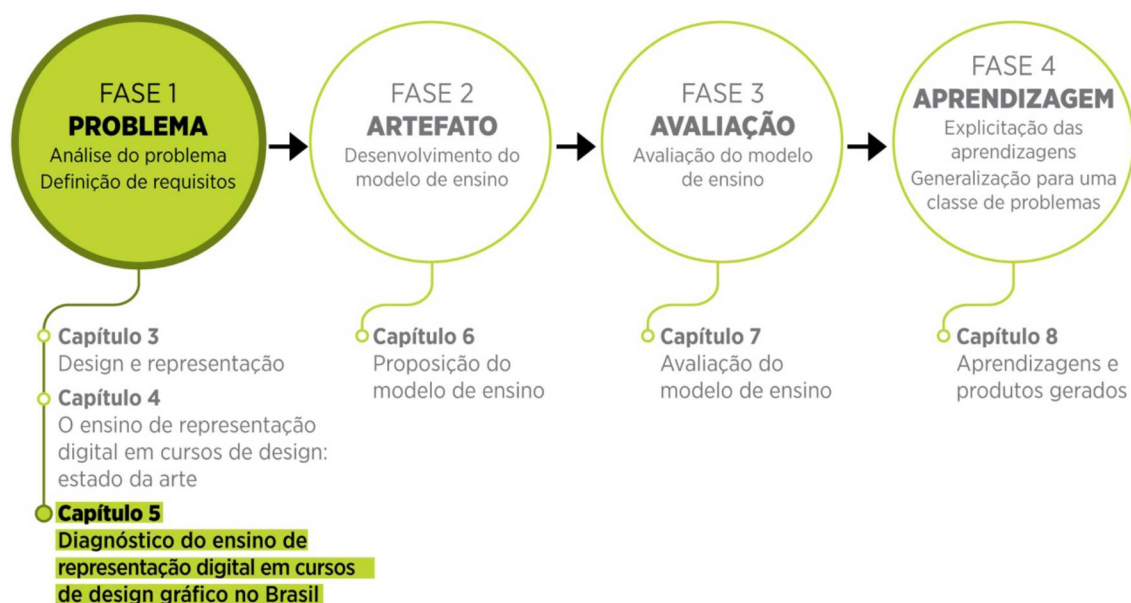 FASE 1
PROBLEMA
Análise do problema
Definição de requisitos
FASE 2
ARTEFATO
Desenvolvimento do
modelo de ensino
FASE 3
AVALIAÇÃO
Avaliação do modelo
de ensino
FASE 4
APRENDIZAGEM
Explicitação das
aprendizagens
Generalização para uma
classe de problemas
Capítulo 3
Design e representação
Capítulo 4
O ensino de representação
digital em cursos de design:
estado da arte
Capítulo 5
Diagnóstico do ensino de
representação digital em cursos
de design gráfico no Brasil
Capítulo 6
Proposição do
modelo de ensino
Capítulo 7
Avaliação do
modelo de ensino
Capítulo 8
Aprendizagens e
produtos gerados